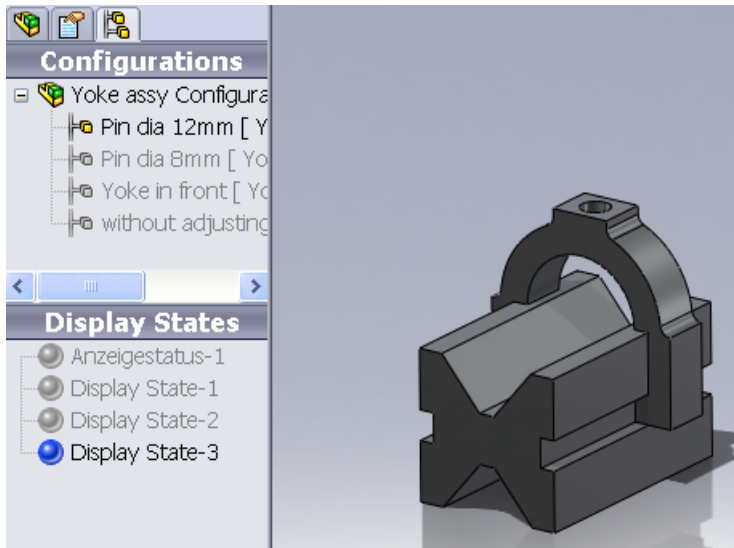 Configurations
Yoke assy Configura
Pin dia 12mm [ Y
Pin dia 8mm [ Yo
Yoke in front [ Yo
without adjusting
Display States
Anzeigestatus-1
Display State-1
Display State-2
Display State-3